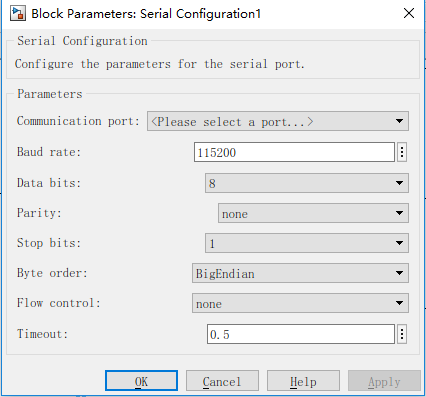 Block Parameters: Serial Configuration1
Serial Configuration
Configure the parameters for the serial port.
Parameters
Communication port: <Please select a port...>
Baud rate: 115200
Data bits: 8
Parity: none
Stop bits: 1
Byte order: BigEndian
Flow control: none
Timeout: 0.5
OK Cancel Help Apply